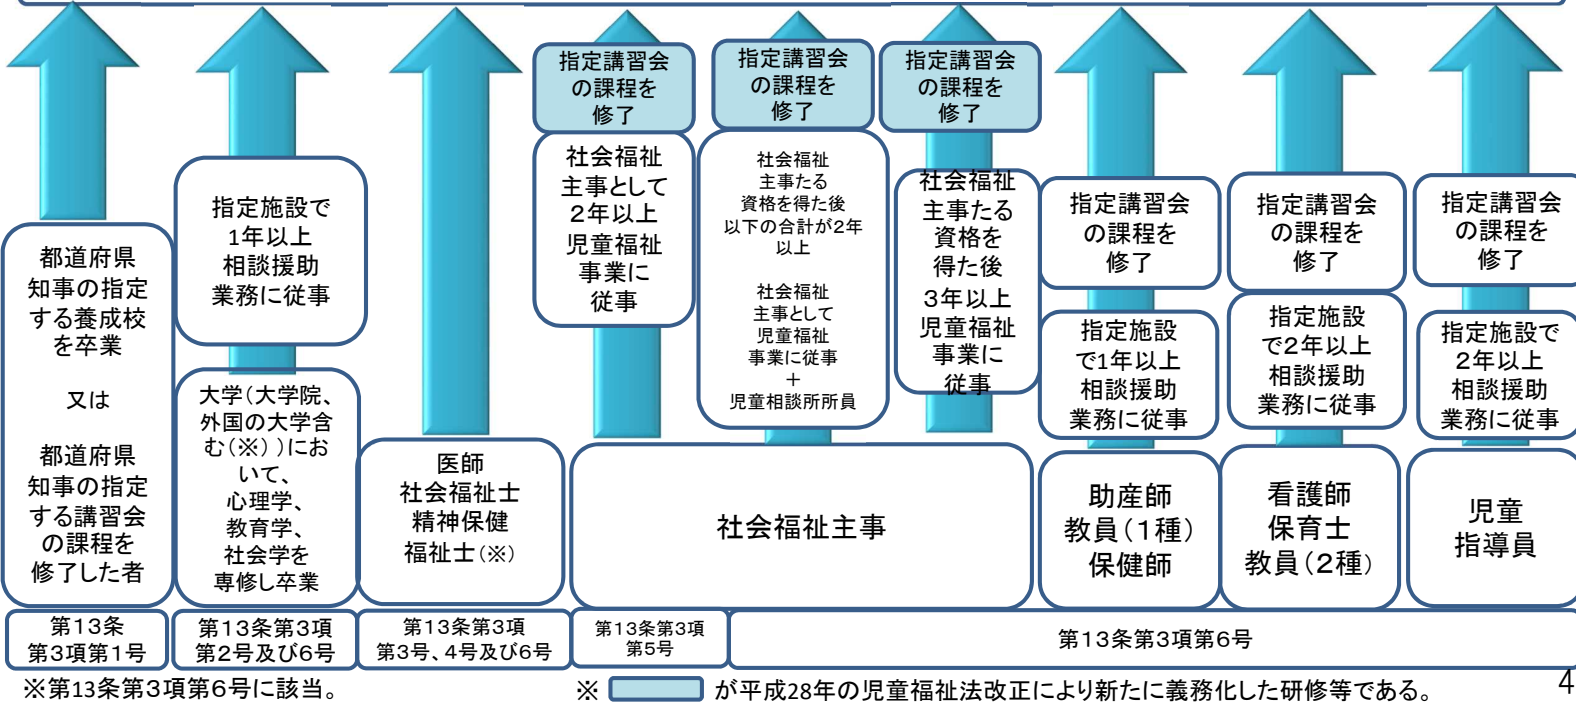 都道府県
知事の指定
する養成校
を卒業
又は
都道府県
知事の指定
する講習会
の課程を
修了した者
第13条
第3項第1号
指定施設で
1年以上
相談援助
業務に従事
大学（大学院、
外国の大学含
む（※））にお
いて、
心理学、
教育学、
社会学を
専修し卒業
第13条第3項
第2号及び6号
医師
社会福祉士
精神保健
福祉士（※）
第13条第3項
第3号、4号及び6号
指定講習会
の課程を
修了
社会福祉
主事として
2年以上
児童福祉
事業に
従事
指定講習会
の課程を
修了
社会福祉
主事たる
資格を得た後
以下の合計が2年
以上
社会福祉
主事として
児童福祉
事業に従事
＋
児童相談所所員
指定講習会
の課程を
修了
社会福祉
主事たる
資格を
得た後
3年以上
児童福祉
事業に
従事
社会福祉主事
第13条第3項
第5号
指定講習会
の課程を
修了
指定施設
で1年以上
相談援助
業務に従事
助産師
教員（1種）
保健師
指定講習会
の課程を
修了
指定施設
で2年以上
相談援助
業務に従事
看護師
保育士
教員（2種）
指定講習会
の課程を
修了
指定施設で
2年以上
相談援助
業務に従事
児童
指導員
第13条第3項第6号
※第13条第3項第6号に該当。
※ が平成28年の児童福祉法改正により新たに義務化した研修等である。
4